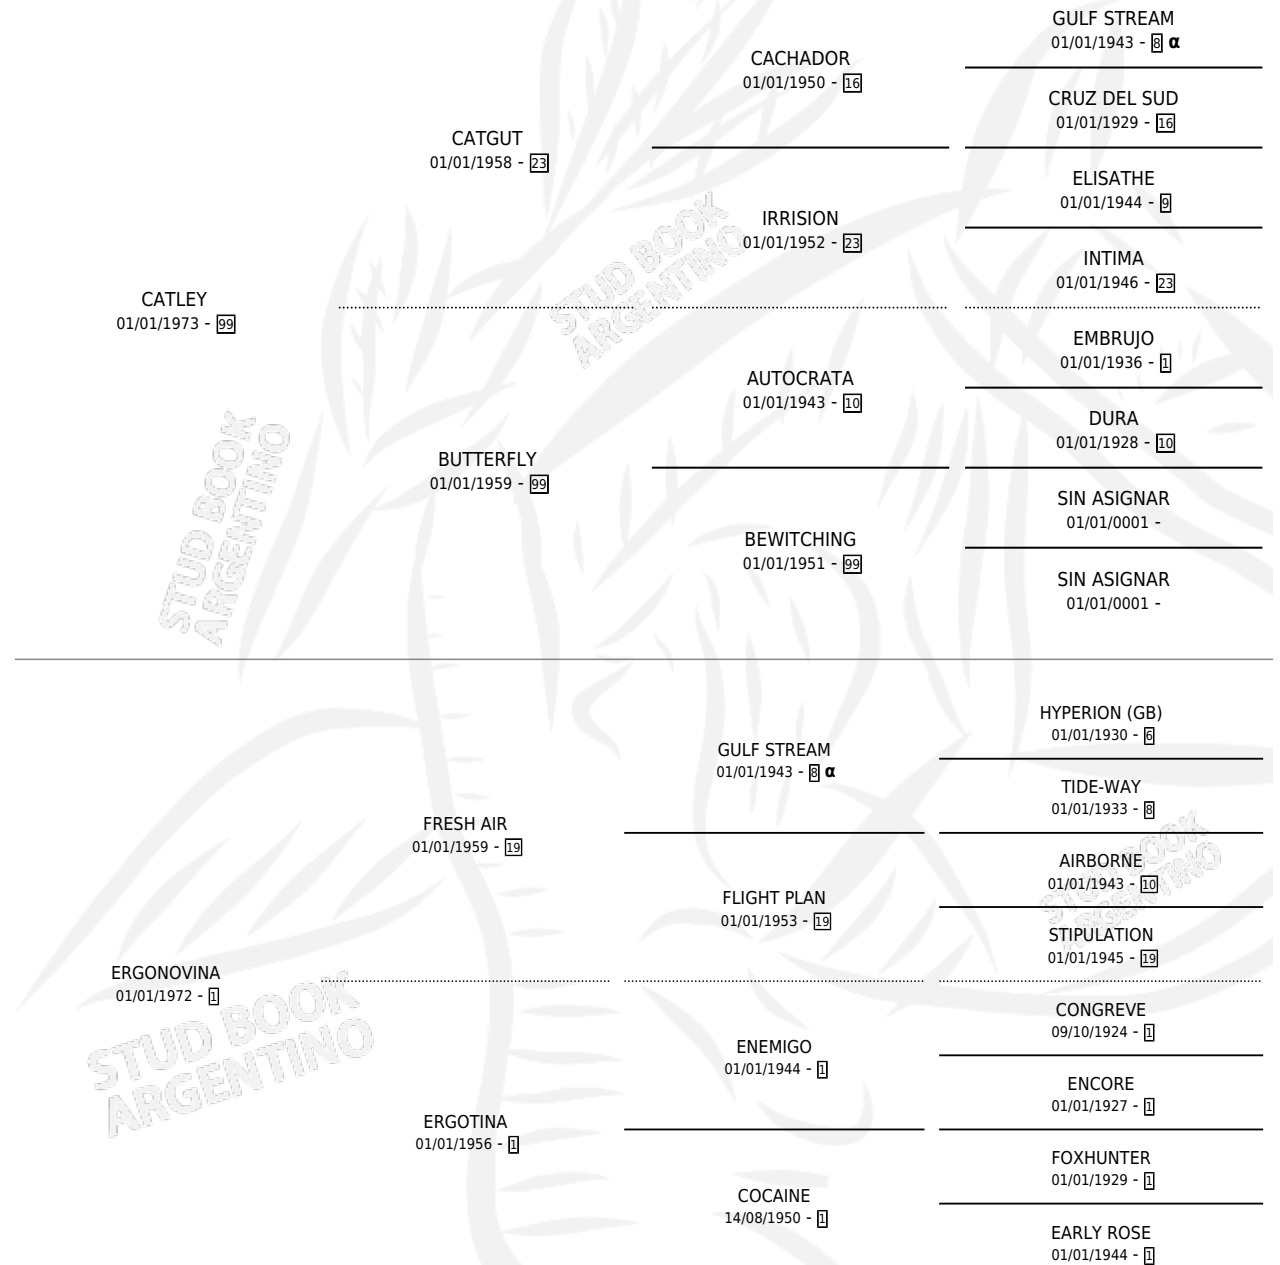 GULF STREAM
01/01/1943 - 8 α
CACHADOR
01/01/1950 - 16
CRUZ DEL SUD
01/01/1929 - 16
CATGUT
01/01/1958 - 23
ELISATHE
01/01/1944 - 9
IRRISION
01/01/1952 - 23
INTIMA
01/01/1946 - 23
CATLEY
01/01/1973 - 99
EMBRUJO
01/01/1936 - 1
AUTOCRATA
01/01/1943 - 10
DURA
01/01/1928 - 10
BUTTERFLY
01/01/1959 - 99
SIN ASIGNAR
01/01/0001 -
BEWITCHING
01/01/1951 - 99
SIN ASIGNAR
01/01/0001 -
STUD BOOK
ARGENTINO
STUD BOOK
ARGENTINO
HYPERION (GB)
01/01/1930 - 6
GULF STREAM
01/01/1943 - 8 α
TIDE-WAY
01/01/1933 - 8
FRESH AIR
01/01/1959 - 19
AIRBORNE
01/01/1943 - 10
FLIGHT PLAN
01/01/1953 - 19
STIPULATION
01/01/1945 - 19
ERGONOVINA
01/01/1972 - 1
CONGREVE
09/10/1924 - 1
ENEMIGO
01/01/1944 - 1
ENCORE
01/01/1927 - 1
ERGOTINA
01/01/1956 - 1
FOXHUNTER
01/01/1929 - 1
COCAINE
14/08/1950 - 1
EARLY ROSE
01/01/1944 - 1
STUD BOOK
ARGENTINO
STUD BOOK
ARGENTINO